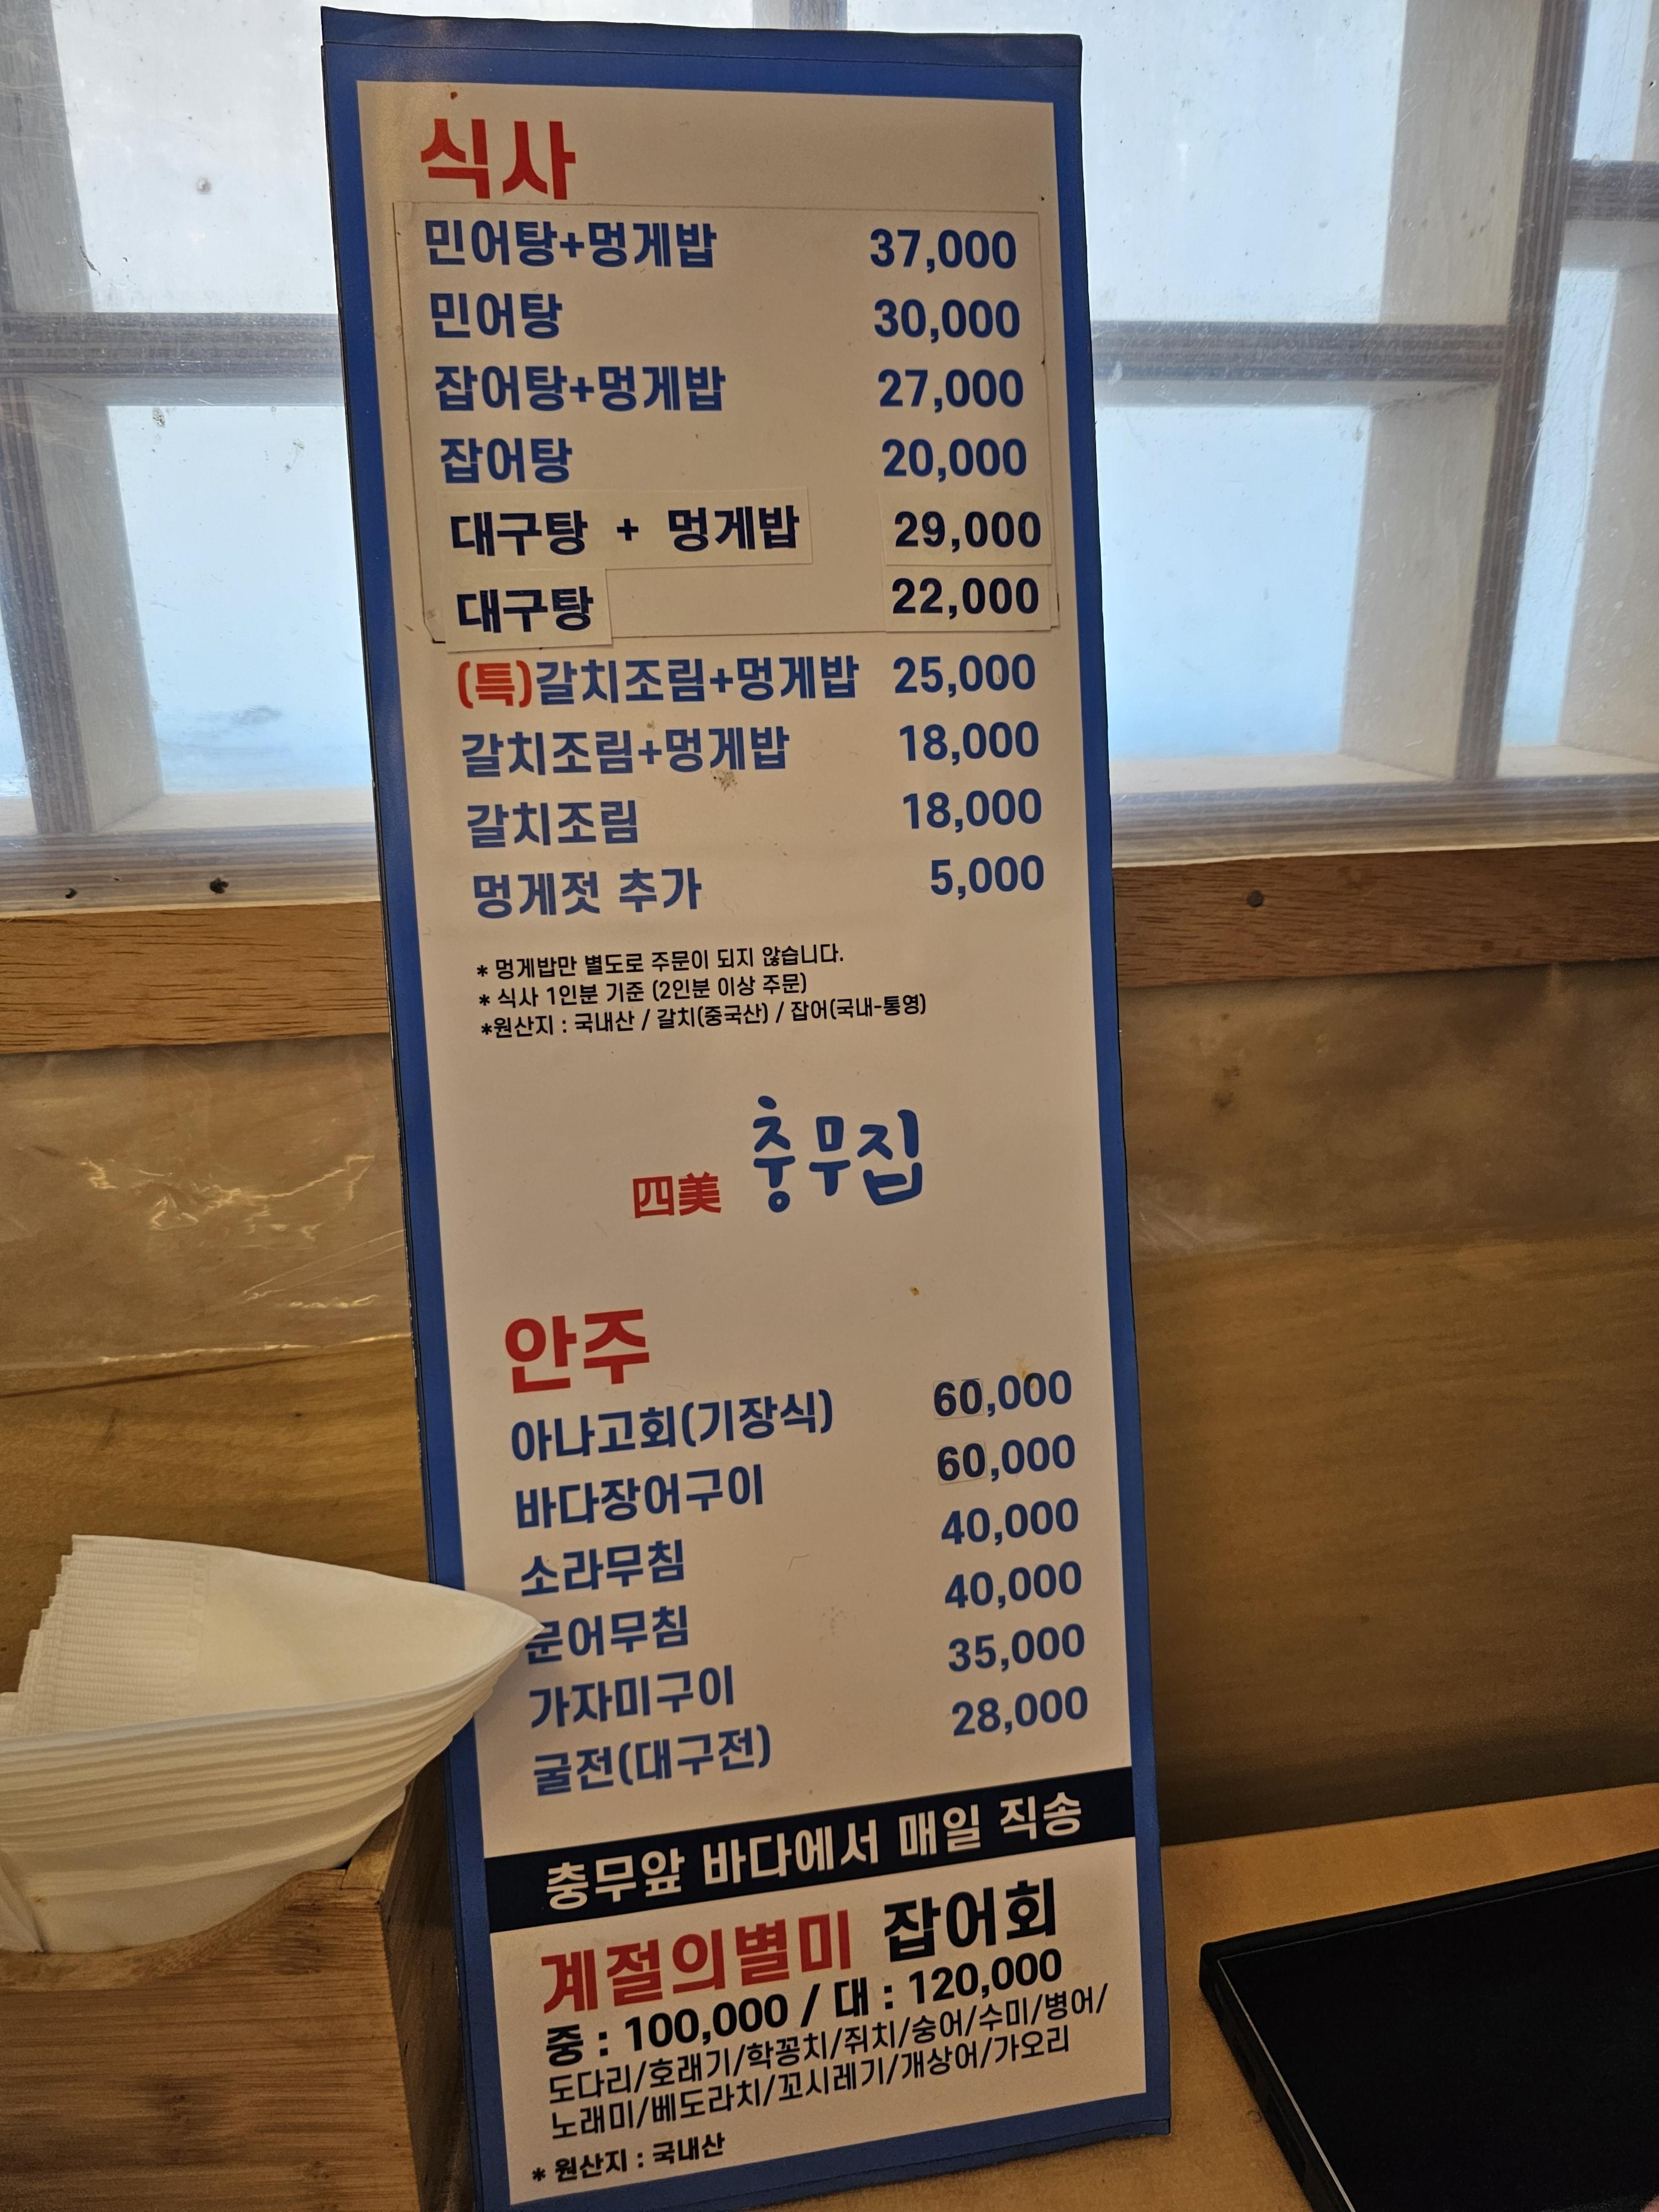 식사
민어탕+멍게밥 37,000
민어탕 30,000
잡어탕+멍게밥 27,000
잡어탕 20,000
대구탕 + 멍게밥 29,000
대구탕 22,000
(특)갈치조림+멍게밥 25,000
갈치조림+멍게밥 18,000
갈치조림 18,000
멍게젓 추가 5,000
* 멍게밥만 별도로 주문이 되지 않습니다.
* 식사 1인분 기준 (2인분 이상 주문)
*원산지 : 국내산 / 갈치(중국산) / 잡어(국내-통영)
四美 충무집
안주
아나고회(기장식) 60,000
바다장어구이 60,000
소라무침 40,000
문어무침 40,000
가자미구이 35,000
굴전(대구전) 28,000
충무앞 바다에서 매일 직송
계절의별미 잡어회
중 : 100,000 / 대 : 120,000
도다리/호래기/학꽁치/쥐치/숭어/수미/병어/
노래미/베도라치/꼬시레기/개상어/가오리
* 원산지 : 국내산